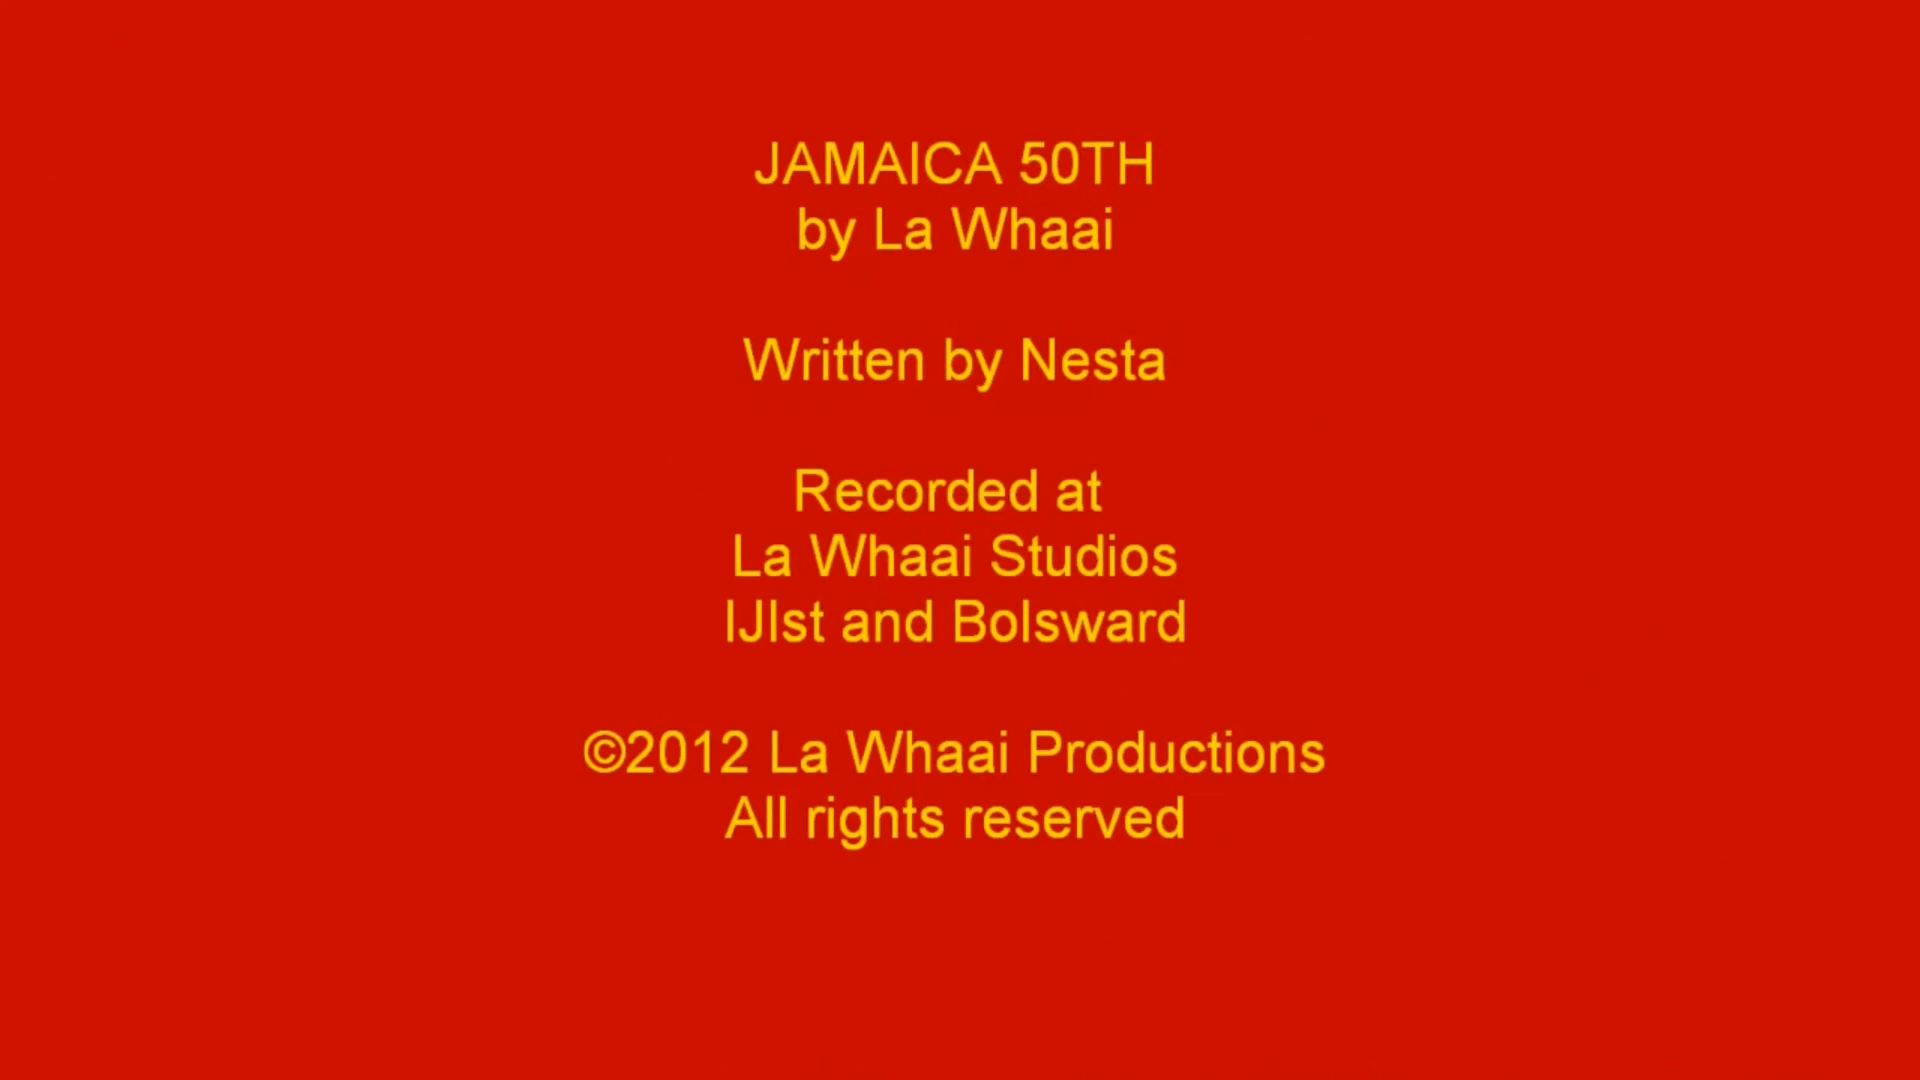 JAMAICA 50TH
by La Whaai
Written by Nesta
Recorded at
La Whaai Studios
IJlst and Bolsward
©2012 La Whaai Productions
All rights reserved